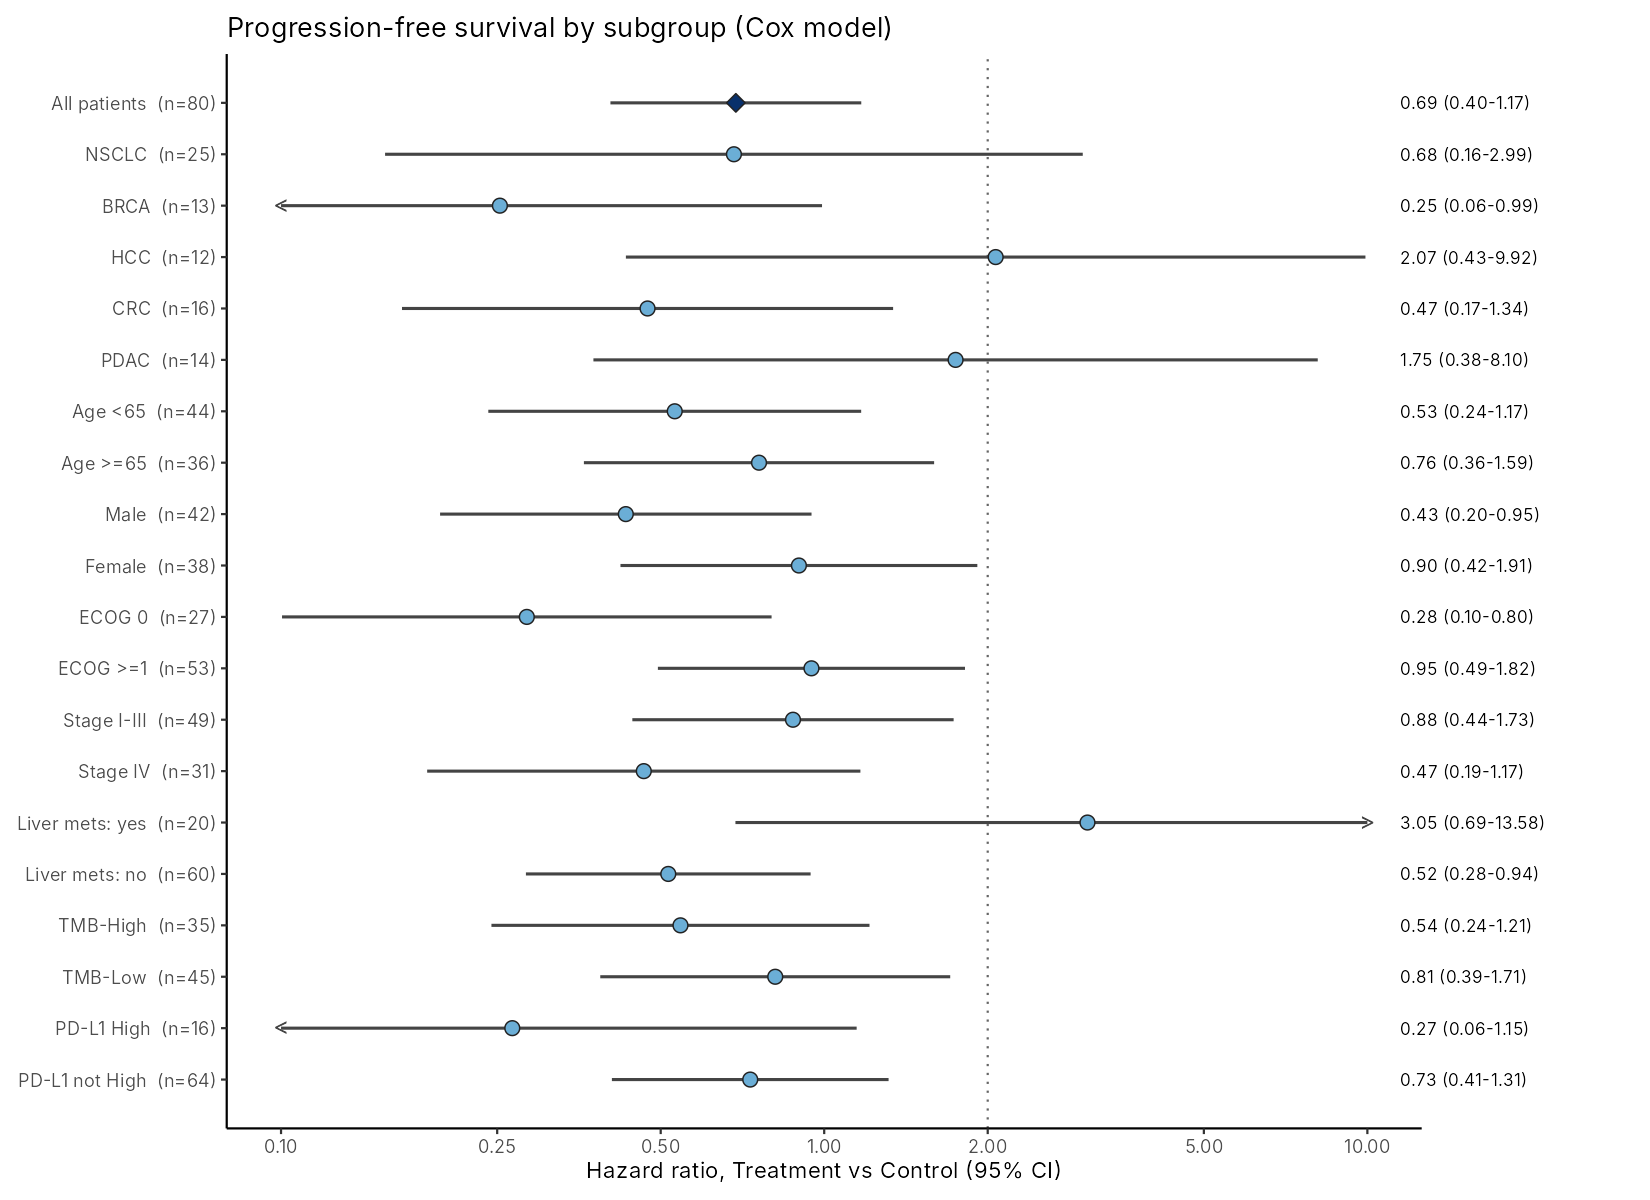 Progression-free survival by subgroup (Cox model)
All patients (n=80) 0.69 (0.40-1.17)
NSCLC (n=25) 0.68 (0.16-2.99)
BRCA (n=13) 0.25 (0.06-0.99)
HCC (n=12) 2.07 (0.43-9.92)
CRC (n=16) 0.47 (0.17-1.34)
PDAC (n=14) 1.75 (0.38-8.10)
Age <65 (n=44) 0.53 (0.24-1.17)
Age >=65 (n=36) 0.76 (0.36-1.59)
Male (n=42) 0.43 (0.20-0.95)
Female (n=38) 0.90 (0.42-1.91)
ECOG 0 (n=27) 0.28 (0.10-0.80)
ECOG >=1 (n=53) 0.95 (0.49-1.82)
Stage I-III (n=49) 0.88 (0.44-1.73)
Stage IV (n=31) 0.47 (0.19-1.17)
Liver mets: yes (n=20) 3.05 (0.69-13.58)
Liver mets: no (n=60) 0.52 (0.28-0.94)
TMB-High (n=35) 0.54 (0.24-1.21)
TMB-Low (n=45) 0.81 (0.39-1.71)
PD-L1 High (n=16) 0.27 (0.06-1.15)
PD-L1 not High (n=64) 0.73 (0.41-1.31)
0.10 0.25 0.50 1.00 2.00 5.00 10.00
Hazard ratio, Treatment vs Control (95% CI)